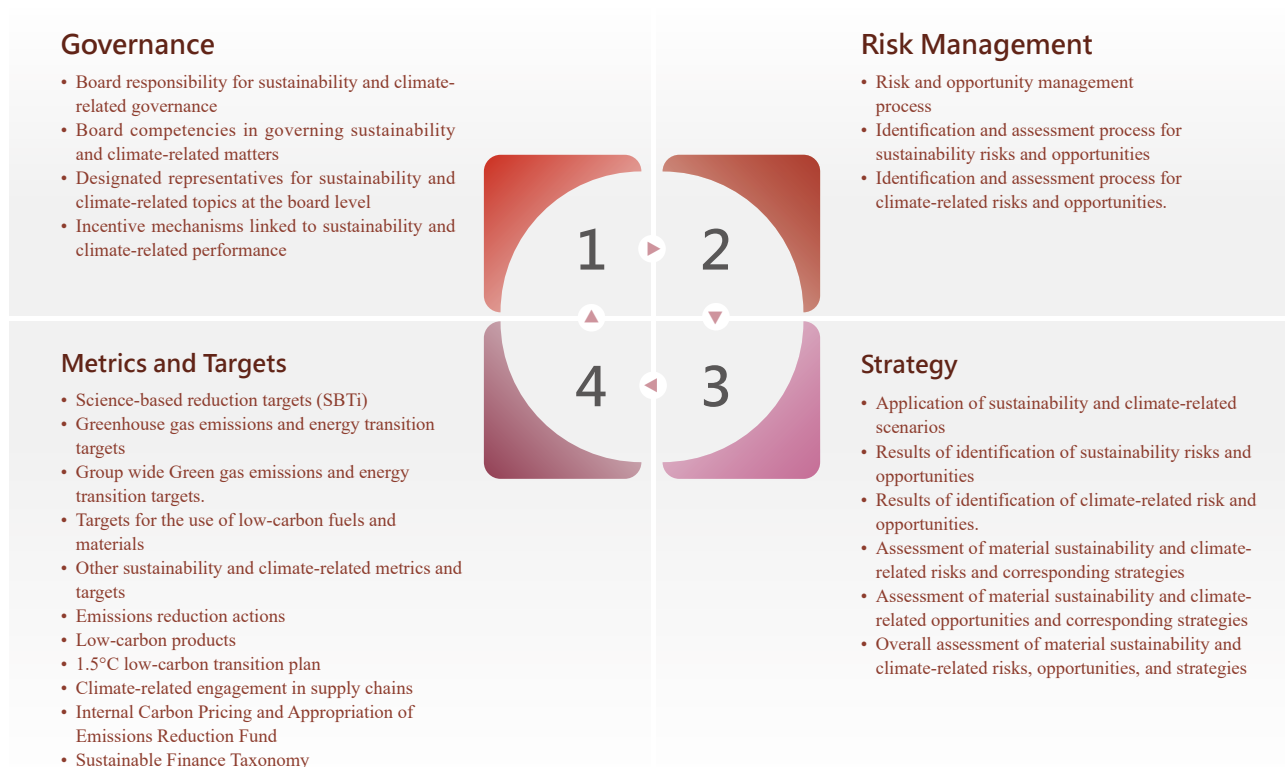 Governance
• Board responsibility for sustainability and climate-
related governance
• Board competencies in governing sustainability
and climate-related matters
• Designated representatives for sustainability and
climate-related topics at the board level
• Incentive mechanisms linked to sustainability and
climate-related performance
Risk Management
• Risk and opportunity management
process
• Identification and assessment process for
sustainability risks and opportunities
• Identification and assessment process for
climate-related risks and opportunities.
1
2
4
3
Metrics and Targets
• Science-based reduction targets (SBTi)
• Greenhouse gas emissions and energy transition
targets
• Group wide Green gas emissions and energy
transition targets.
• Targets for the use of low-carbon fuels and
materials
• Other sustainability and climate-related metrics and
targets
• Emissions reduction actions
• Low-carbon products
• 1.5°C low-carbon transition plan
• Climate-related engagement in supply chains
• Internal Carbon Pricing and Appropriation of
Emissions Reduction Fund
• Sustainable Finance Taxonomy
Strategy
• Application of sustainability and climate-related
scenarios
• Results of identification of sustainability risks and
opportunities
• Results of identification of climate-related risk and
opportunities.
• Assessment of material sustainability and climate-
related risks and corresponding strategies
• Assessment of material sustainability and climate-
related opportunities and corresponding strategies
• Overall assessment of material sustainability and
climate-related risks, opportunities, and strategies